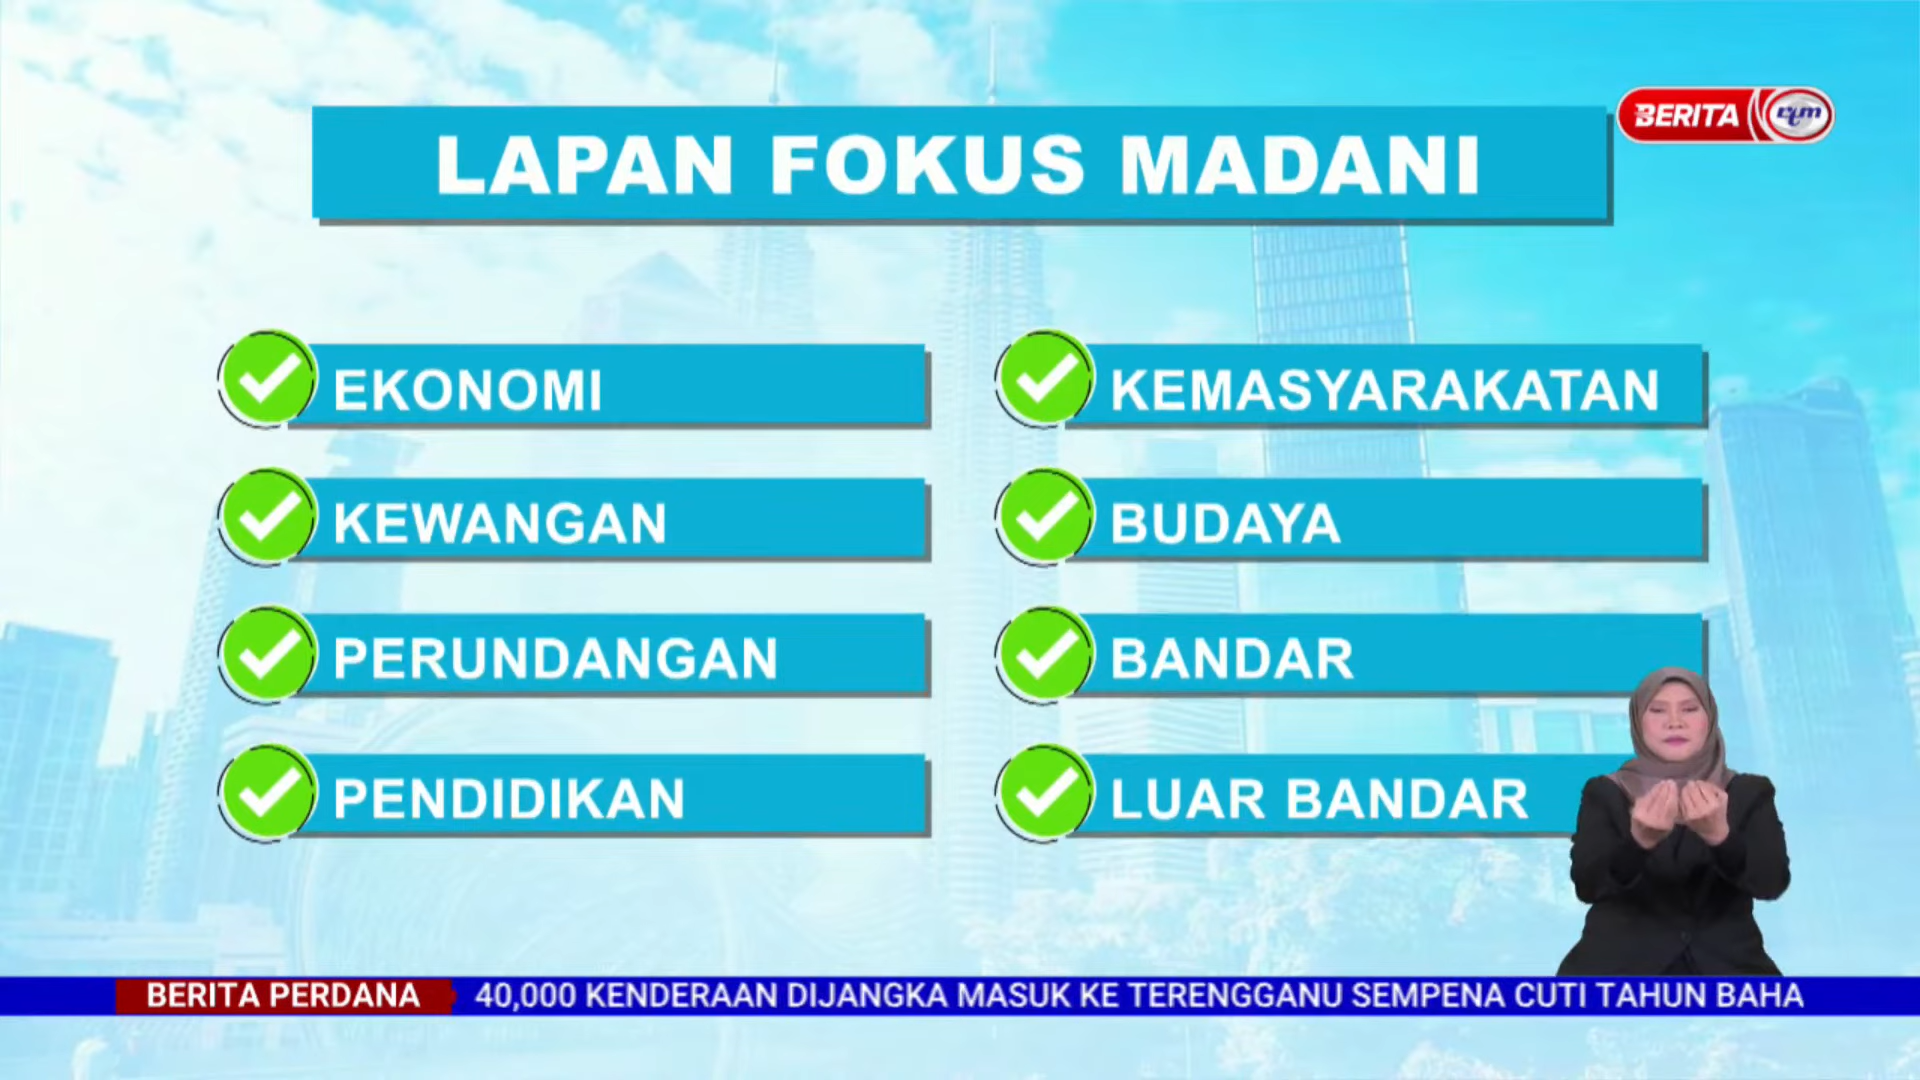 LAPAN FOKUS MADANI
BERITA rtm
EKONOMI
KEWANGAN
PERUNDANGAN
PENDIDIKAN
KEMASYARAKATAN
BUDAYA
BANDAR
LUAR BANDAR
BERITA PERDANA
40,000 KENDERAAN DIJANGKA MASUK KE TERENGGANU SEMPENA CUTI TAHUN BAHA